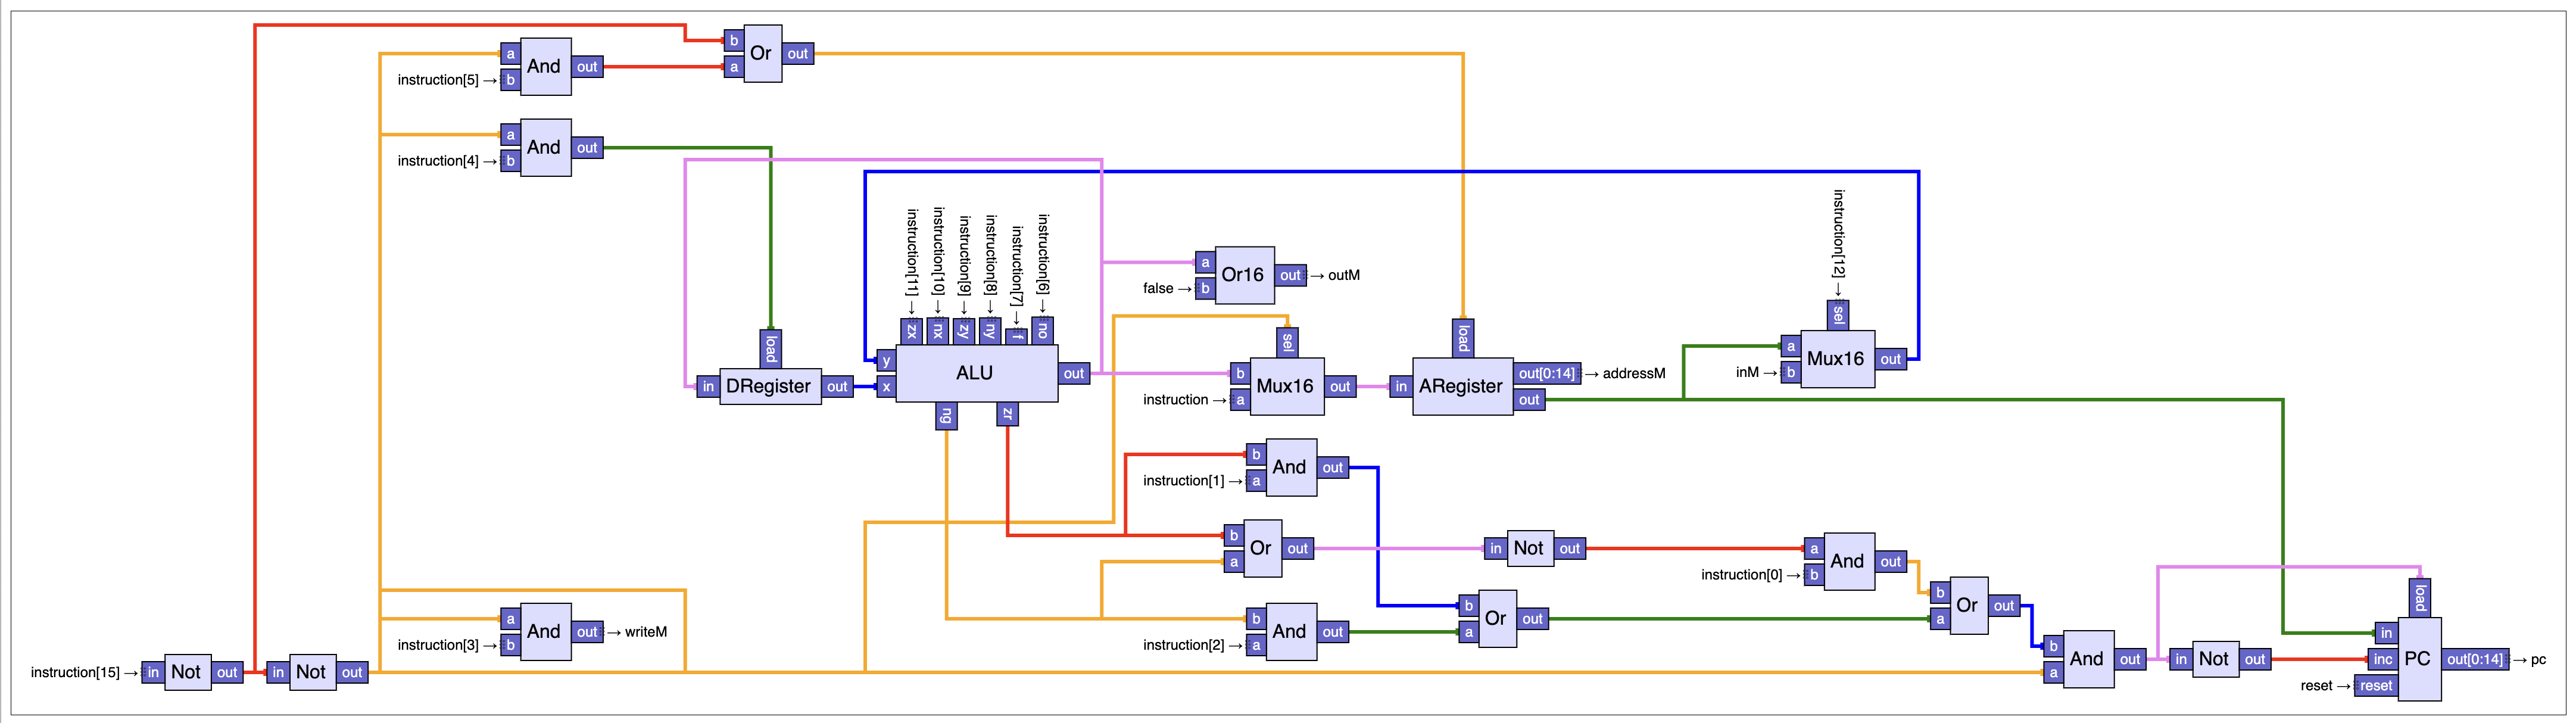 b Or out
a
a And out
instruction[5] → b
a And out
instruction[4] → b
instruction[11] →
instruction[10] →
instruction[9] →
instruction[8] →
instruction[7] →
instruction[6] →
zx nx zy ny f no
y ALU out
x
ng zr
load
in DRegister out
a Or16 out → outM
false → b
sel
b Mux16 out
instruction → a
load
in ARegister out[0:14] → addressM
out
instruction[12] →
sel
a Mux16 out
inM → b
b And out
instruction[1] → a
b Or out
a
in Not out
a And out
instruction[0] → b
b And out
instruction[2] → a
b Or out
a
b Or out
a
a And out → writeM
instruction[3] → b
instruction[15] → in Not out
in Not out
b And out
a
in Not out
load
in
inc PC out[0:14] → pc
reset → reset